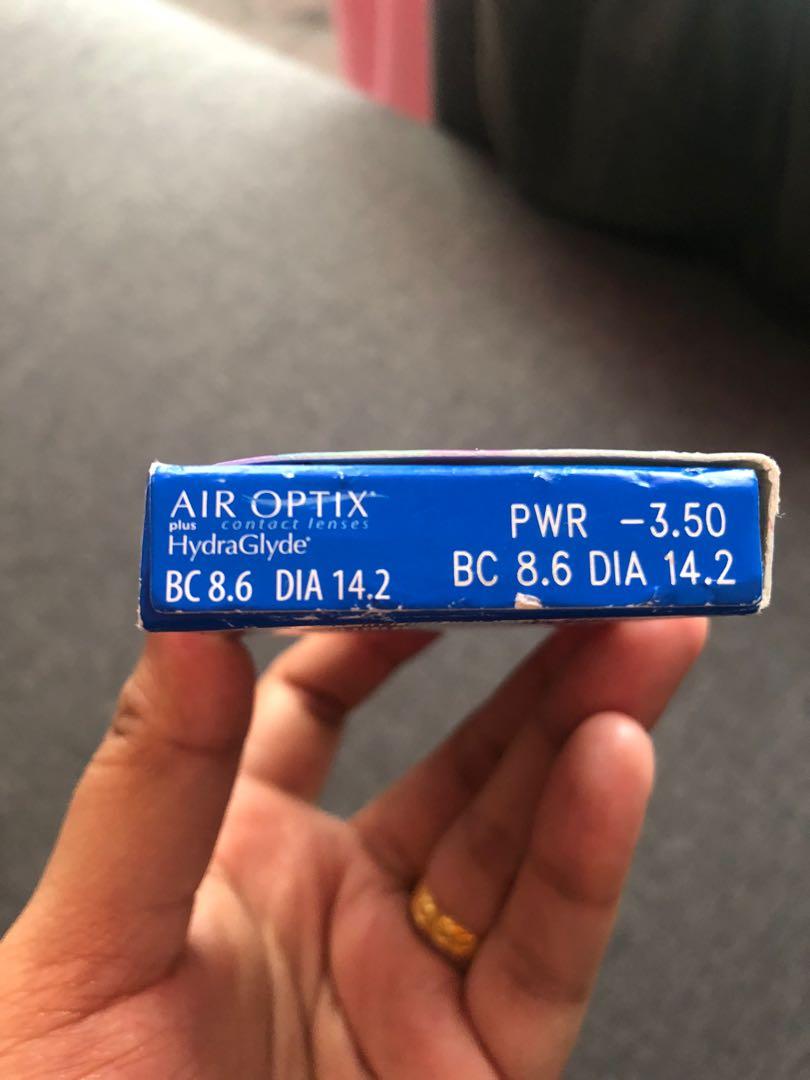 AIR OPTIX®
plus contact lenses
HydraGlyde®
BC 8.6 DIA 14.2
PWR -3.50
BC 8.6 DIA 14.2